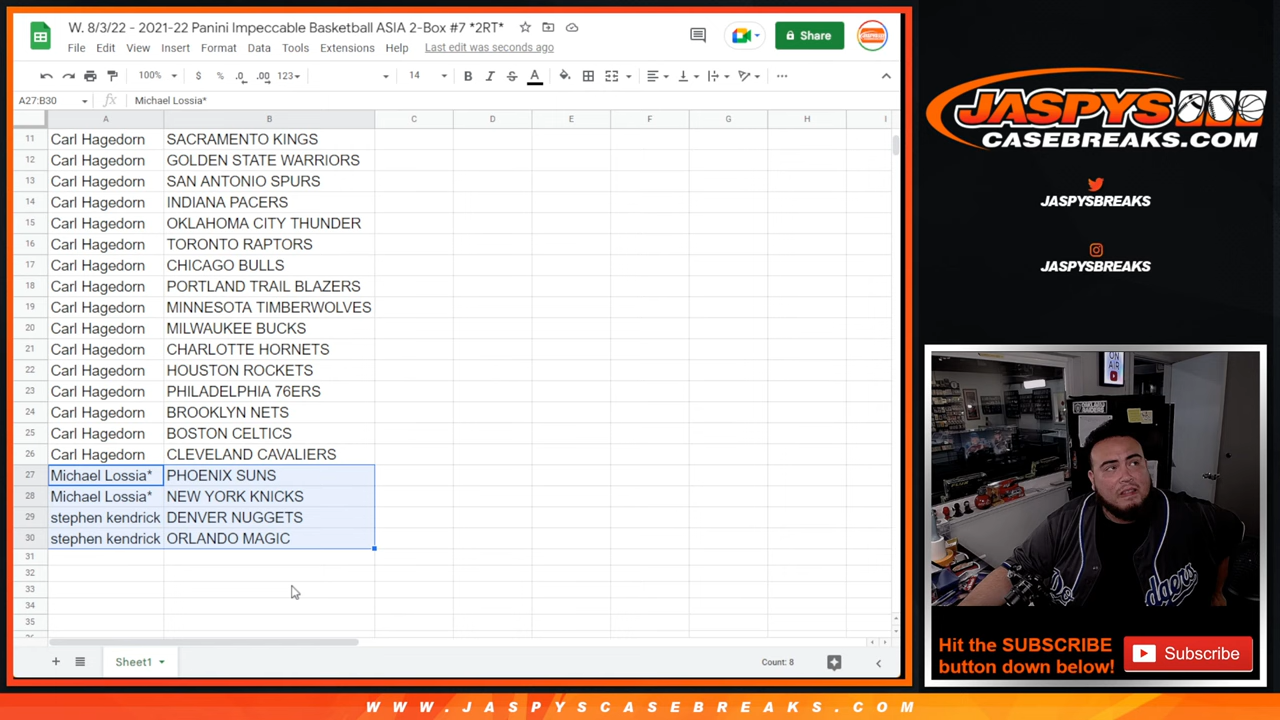 W. 8/3/22 - 2021-22 Panini Impeccable Basketball ASIA 2-Box #7 *2RT*
File Edit View Insert Format Data Tools Extensions Help Last edit was seconds ago
Share
100% $ % .0 .00 123 14 B I S A
A27:B30 fx Michael Lossia*
A B C D E F G H I
11 Carl Hagedorn SACRAMENTO KINGS
12 Carl Hagedorn GOLDEN STATE WARRIORS
13 Carl Hagedorn SAN ANTONIO SPURS
14 Carl Hagedorn INDIANA PACERS
15 Carl Hagedorn OKLAHOMA CITY THUNDER
16 Carl Hagedorn TORONTO RAPTORS
17 Carl Hagedorn CHICAGO BULLS
18 Carl Hagedorn PORTLAND TRAIL BLAZERS
19 Carl Hagedorn MINNESOTA TIMBERWOLVES
20 Carl Hagedorn MILWAUKEE BUCKS
21 Carl Hagedorn CHARLOTTE HORNETS
22 Carl Hagedorn HOUSTON ROCKETS
23 Carl Hagedorn PHILADELPHIA 76ERS
24 Carl Hagedorn BROOKLYN NETS
25 Carl Hagedorn BOSTON CELTICS
26 Carl Hagedorn CLEVELAND CAVALIERS
27 Michael Lossia* PHOENIX SUNS
28 Michael Lossia* NEW YORK KNICKS
29 stephen kendrick DENVER NUGGETS
30 stephen kendrick ORLANDO MAGIC
31
32
33
34
35
Sheet1
Count: 8
JASPYS
CASEBREAKS.COM
JASPYSBREAKS
JASPYSBREAKS
ON AIR
Dodgers
Hit the SUBSCRIBE
button down below!
Subscribe
WWW.JASPYSCASEBREAKS.COM